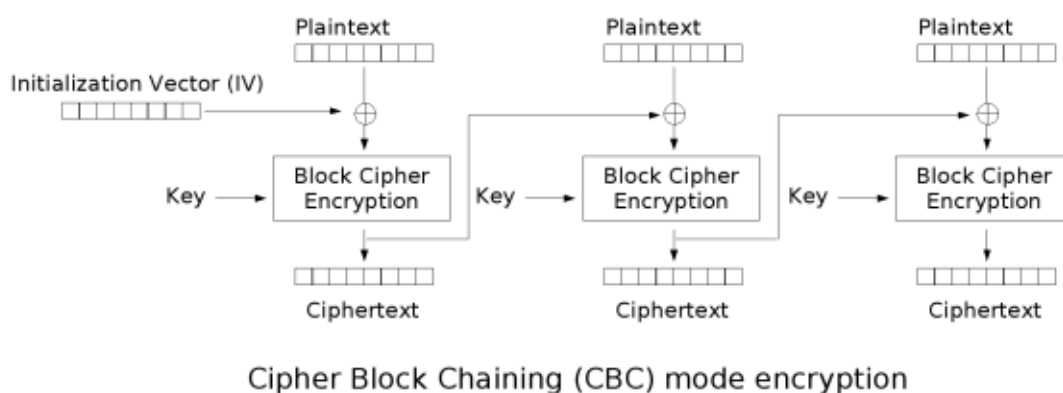 Plaintext
Plaintext
Plaintext
Initialization Vector (IV)
Key
Block Cipher
Encryption
Key
Block Cipher
Encryption
Key
Block Cipher
Encryption
Ciphertext
Ciphertext
Ciphertext
Cipher Block Chaining (CBC) mode encryption